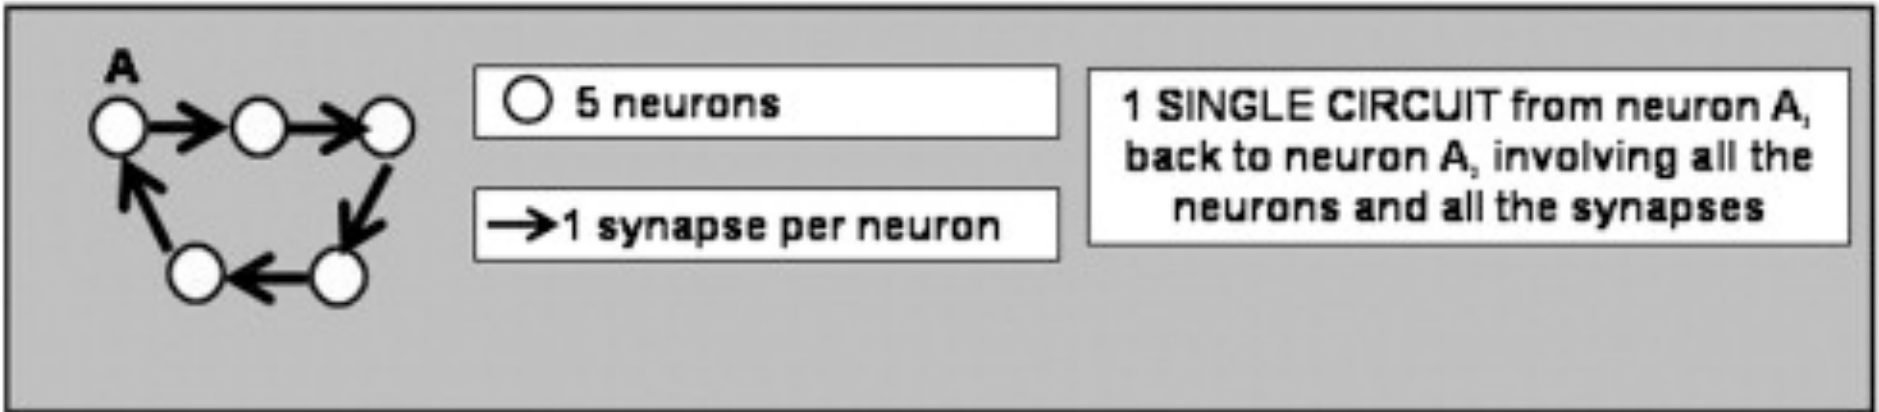 A
5 neurons
1 synapse per neuron
1 SINGLE CIRCUIT from neuron A,
back to neuron A, involving all the
neurons and all the synapses